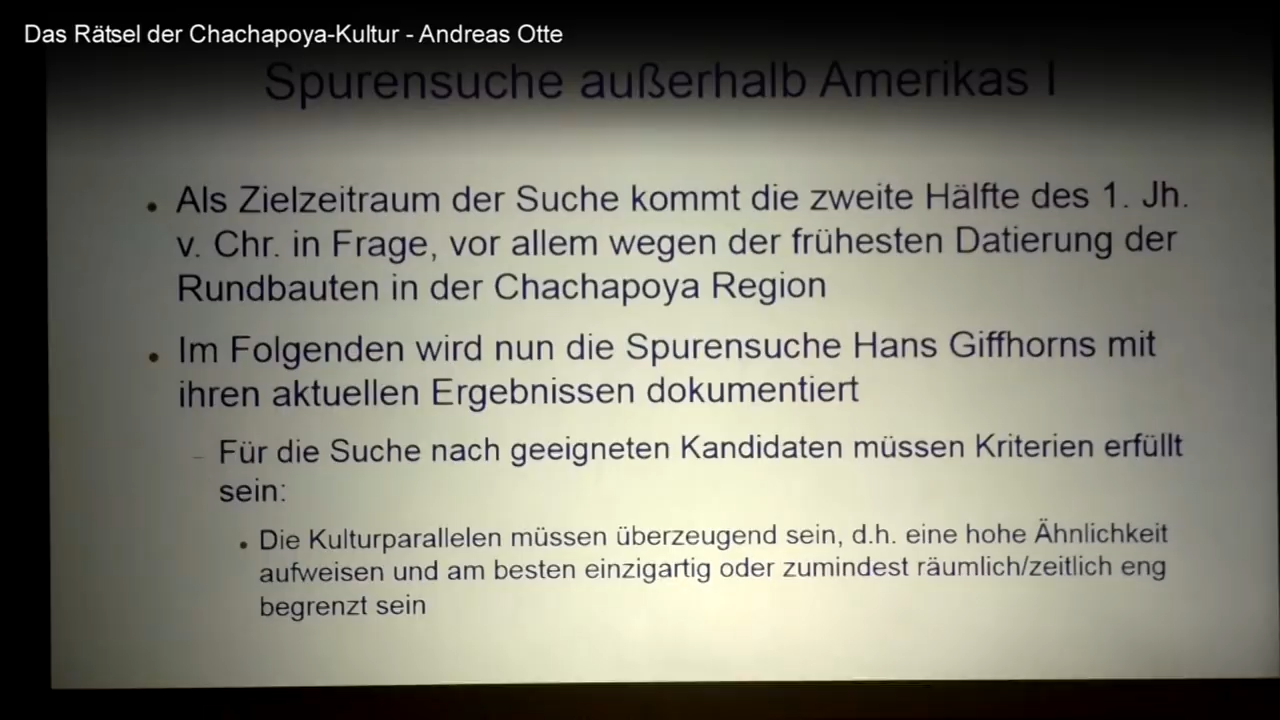 Das Rätsel der Chachapoya-Kultur - Andreas Otte
Spurensuche außerhalb Amerikas I
• Als Zielzeitraum der Suche kommt die zweite Hälfte des 1. Jh.
v. Chr. in Frage, vor allem wegen der frühesten Datierung der
Rundbauten in der Chachapoya Region
• Im Folgenden wird nun die Spurensuche Hans Giffhorns mit
ihren aktuellen Ergebnissen dokumentiert
– Für die Suche nach geeigneten Kandidaten müssen Kriterien erfüllt
sein:
• Die Kulturparallelen müssen überzeugend sein, d.h. eine hohe Ähnlichkeit
aufweisen und am besten einzigartig oder zumindest räumlich/zeitlich eng
begrenzt sein